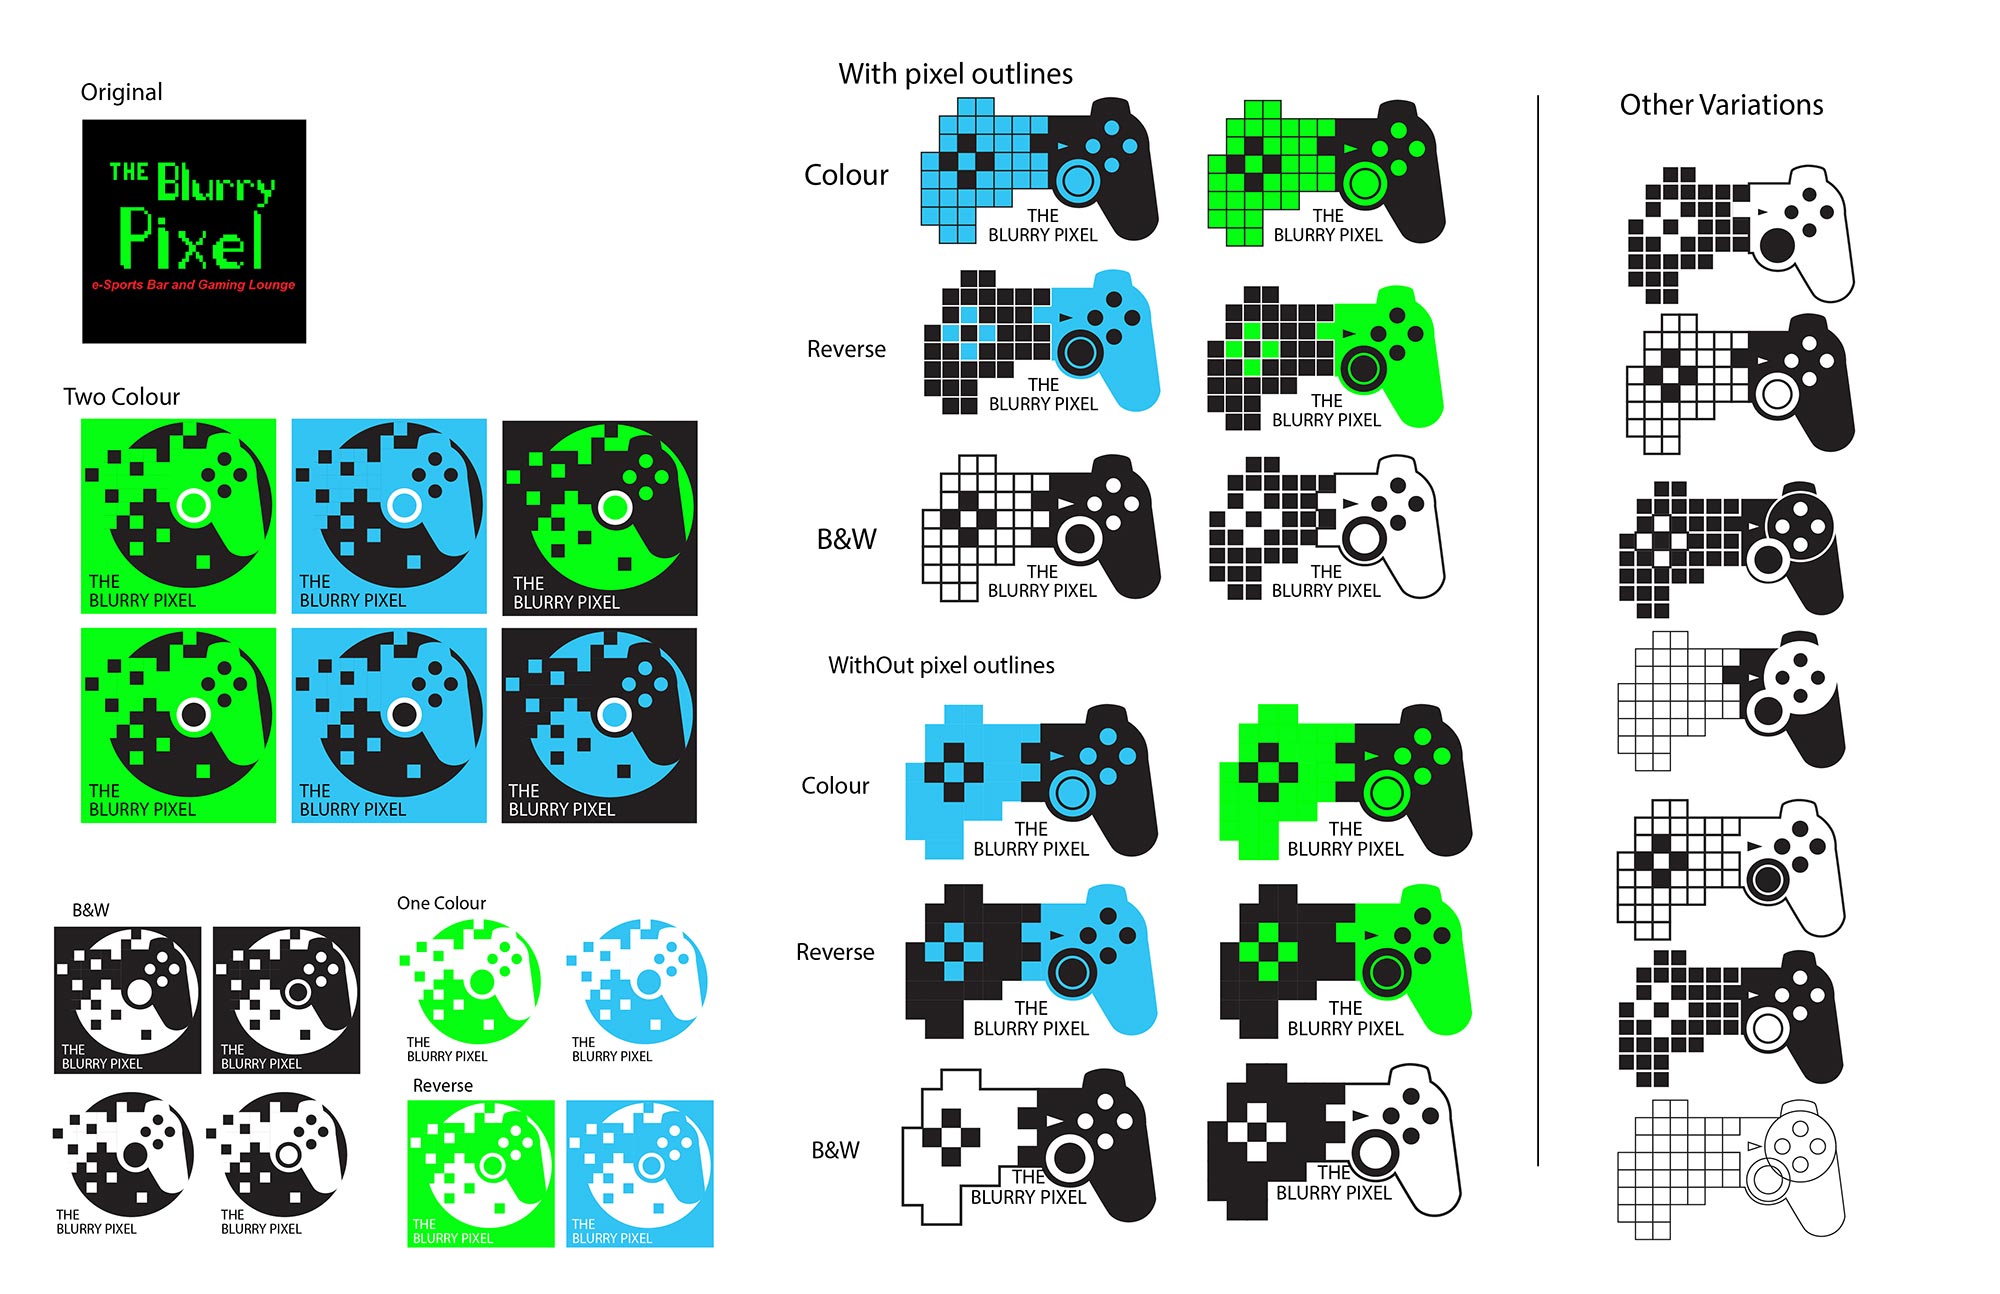 Original
THE Blurry
Pixel
e-Sports Bar and Gaming Lounge
Two Colour
THE
BLURRY PIXEL
THE
BLURRY PIXEL
THE
BLURRY PIXEL
THE
BLURRY PIXEL
THE
BLURRY PIXEL
THE
BLURRY PIXEL
B&W
THE
BLURRY PIXEL
THE
BLURRY PIXEL
THE
BLURRY PIXEL
THE
BLURRY PIXEL
One Colour
THE
BLURRY PIXEL
THE
BLURRY PIXEL
Reverse
THE
BLURRY PIXEL
THE
BLURRY PIXEL
With pixel outlines
Colour
THE
BLURRY PIXEL
THE
BLURRY PIXEL
Reverse
THE
BLURRY PIXEL
THE
BLURRY PIXEL
B&W
THE
BLURRY PIXEL
THE
BLURRY PIXEL
WithOut pixel outlines
Colour
THE
BLURRY PIXEL
THE
BLURRY PIXEL
Reverse
THE
BLURRY PIXEL
THE
BLURRY PIXEL
B&W
THE
BLURRY PIXEL
THE
BLURRY PIXEL
Other Variations